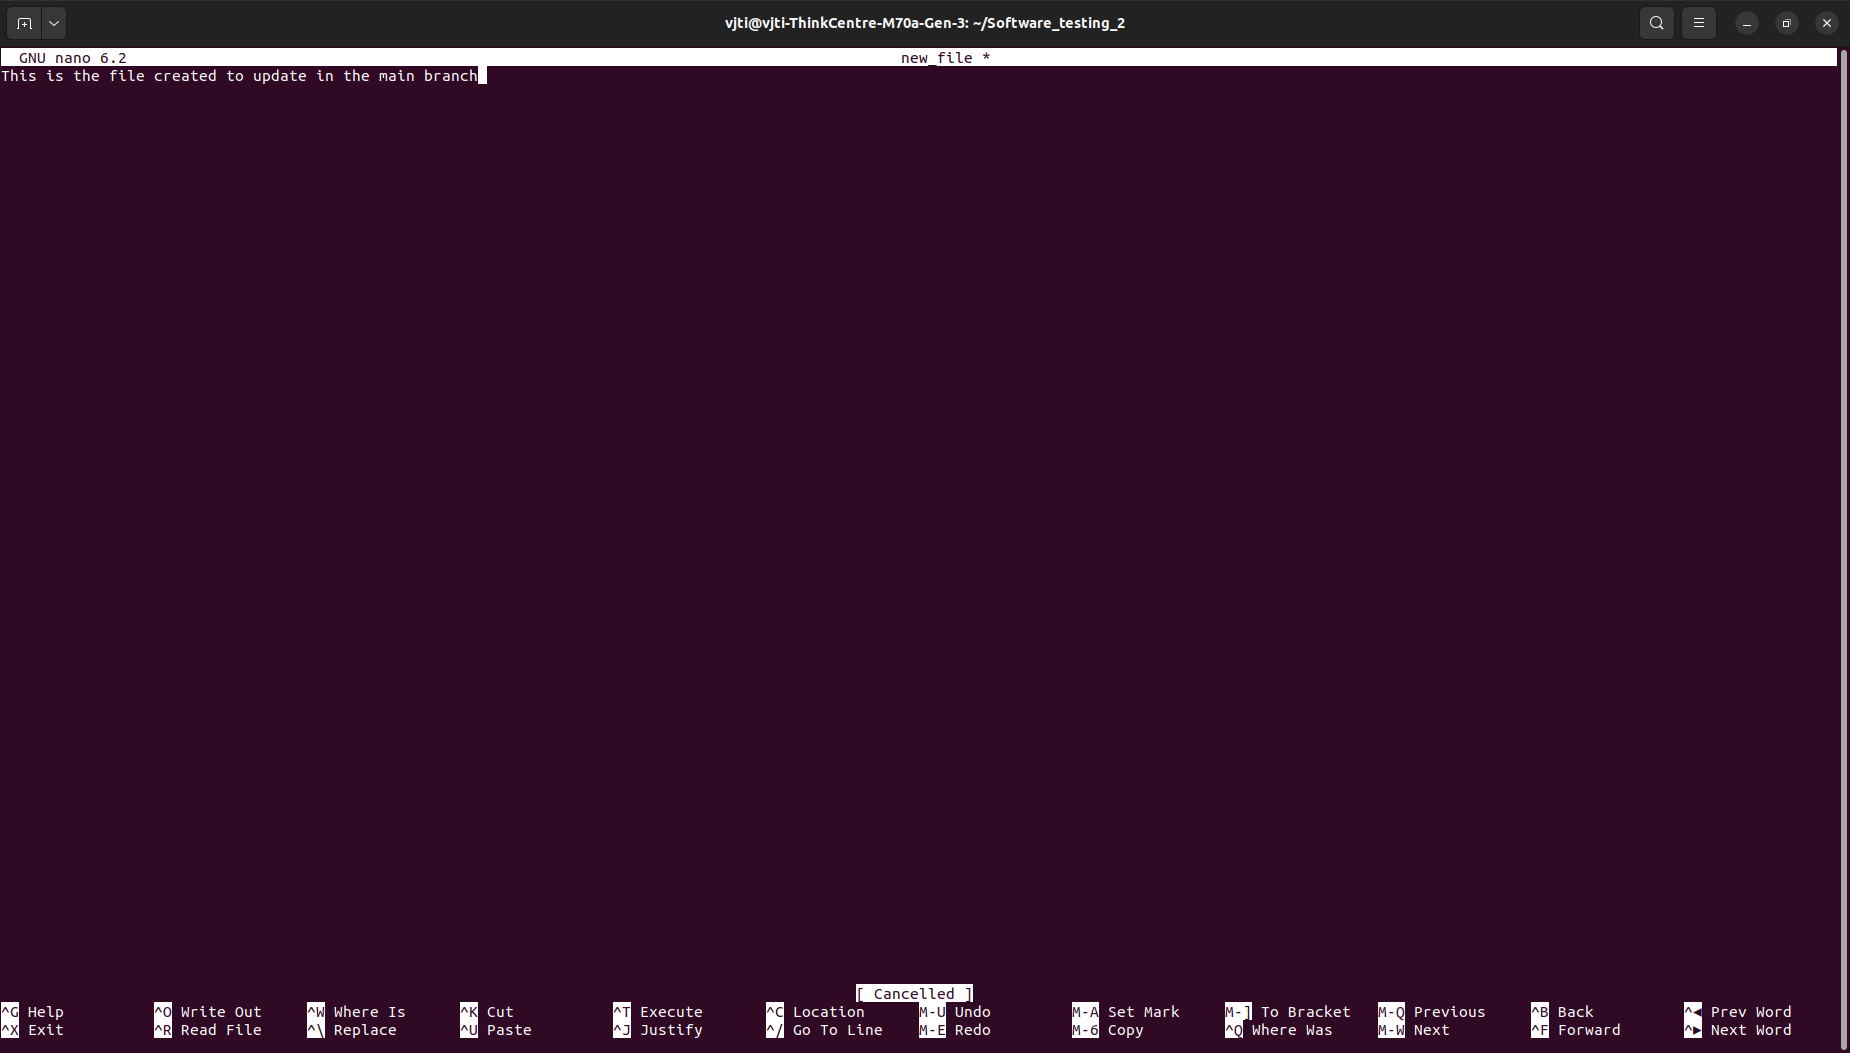 vjti@vjti-ThinkCentre-M70a-Gen-3: ~/Software_testing_2
GNU nano 6.2 new_file *
This is the file created to update in the main branch
[ Cancelled ]
^G Help ^O Write Out ^W Where Is ^K Cut ^T Execute ^C Location M-U Undo M-A Set Mark M-] To Bracket M-Q Previous ^B Back ^◀ Prev Word
^X Exit ^R Read File ^\ Replace ^U Paste ^J Justify ^/ Go To Line M-E Redo M-6 Copy ^Q Where Was M-W Next ^F Forward ^▶ Next Word